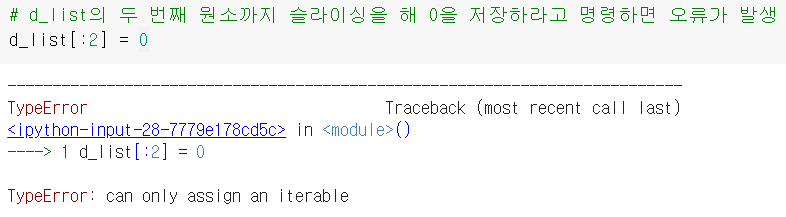 # d_list의 두 번째 원소까지 슬라이싱을 해 0을 저장하라고 명령하면 오류가 발생
d_list[:2] = 0
---------------------------------------------------------------------------
TypeError                                 Traceback (most recent call last)
<ipython-input-28-7779e178cd5c> in <module>()
----> 1 d_list[:2] = 0
TypeError: can only assign an iterable